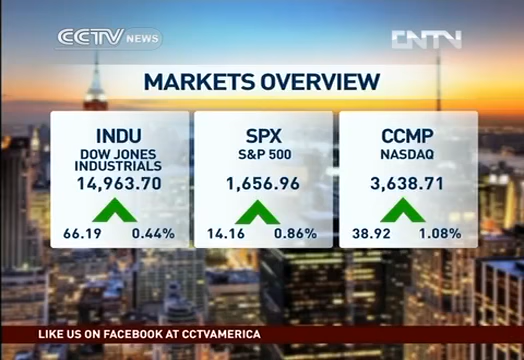 CCTV NEWS
CNTV
MARKETS OVERVIEW
INDU
DOW JONES
INDUSTRIALS
14,963.70
66.19 0.44%
SPX
S&P 500
1,656.96
14.16 0.86%
CCMP
NASDAQ
3,638.71
38.92 1.08%
LIKE US ON FACEBOOK AT CCTVAMERICA